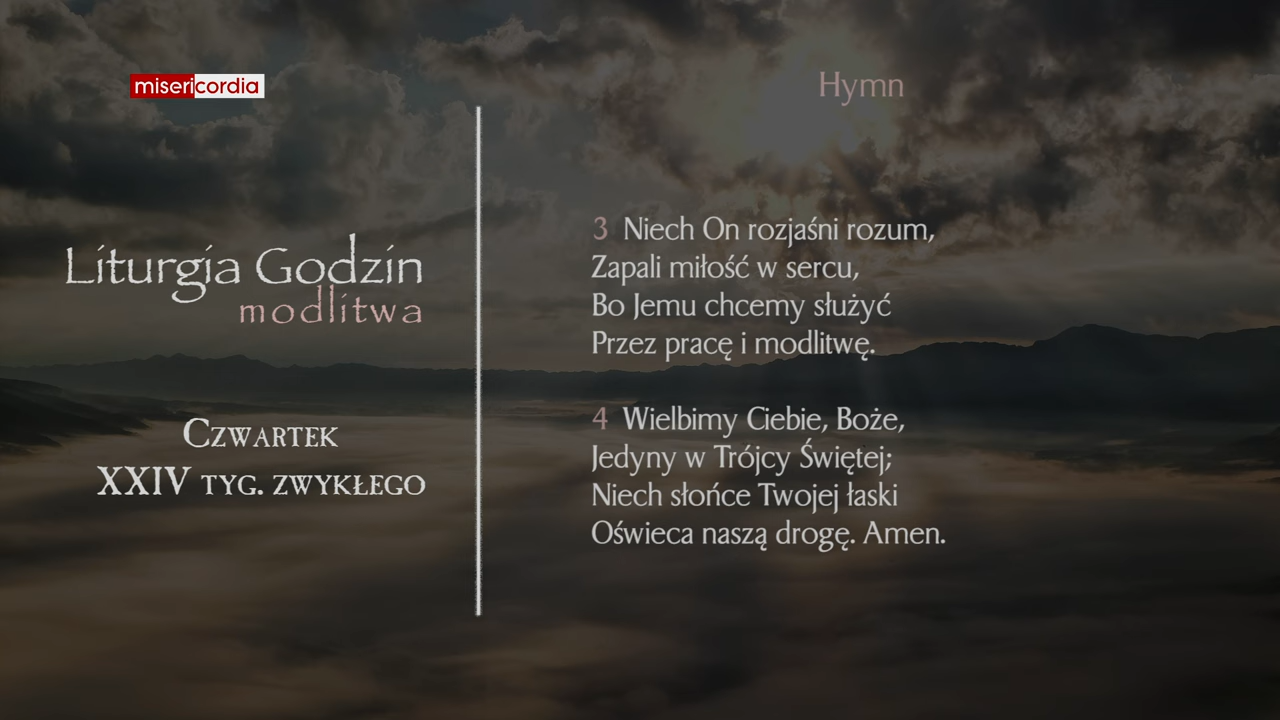 misericordia
Liturgia Godzin
modlitwa
Czwartek
XXIV tyg. zwykłego
Hymn
3 Niech On rozjaśni rozum,
Zapali miłość w sercu,
Bo Jemu chcemy służyć
Przez pracę i modlitwę.
4 Wielbimy Ciebie, Boże,
Jedyny w Trójcy Świętej;
Niech słońce Twojej łaski
Oświeca naszą drogę. Amen.